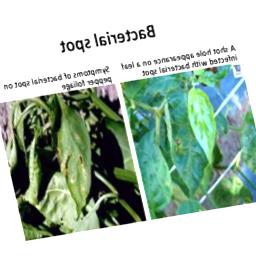 Bacterial spot
A shot hole appearance on a leaf
infected with bacterial spot
Symptoms of bacterial spot on
pepper foliage